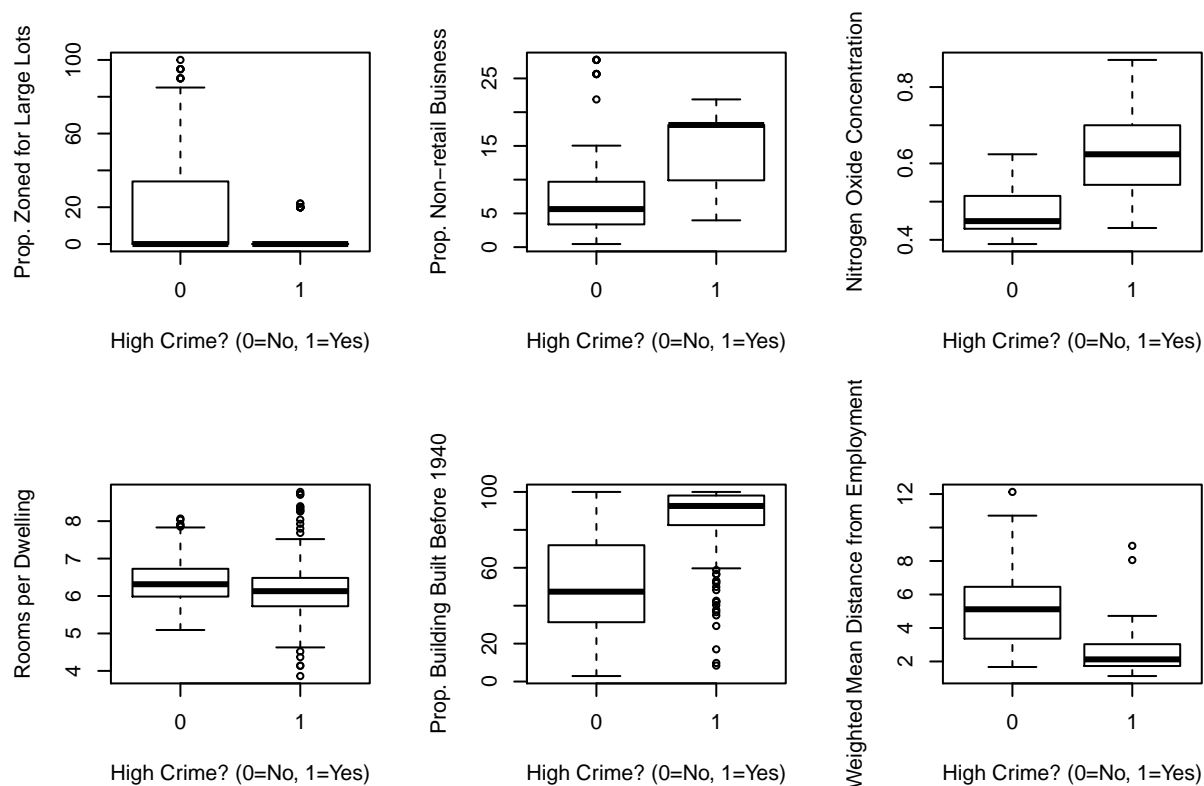 Prop. Zoned for Large Lots
100
60
20
0
0 1
High Crime? (0=No, 1=Yes)
Prop. Non−retail Buisness
25
15
5
0
0 1
High Crime? (0=No, 1=Yes)
Nitrogen Oxide Concentration
0.8
0.6
0.4
0 1
High Crime? (0=No, 1=Yes)
Rooms per Dwelling
8
7
6
5
4
0 1
High Crime? (0=No, 1=Yes)
Prop. Building Built Before 1940
100
60
20
0
0 1
High Crime? (0=No, 1=Yes)
Weighted Mean Distance from Employment
12
8
6
4
2
0 1
High Crime? (0=No, 1=Yes)